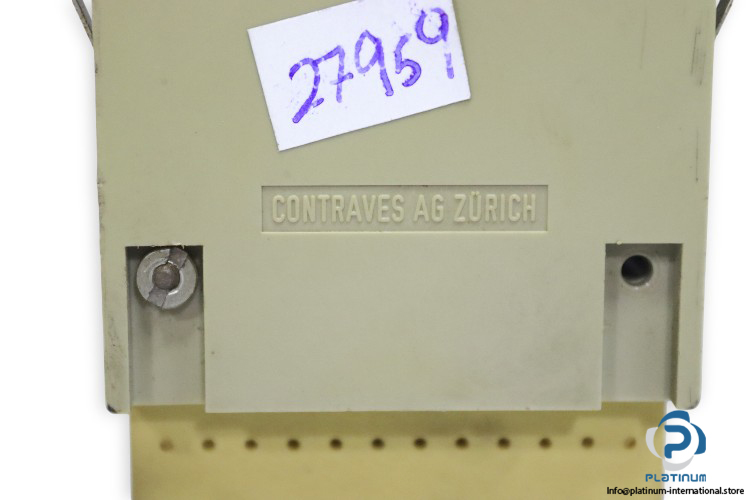 27959
CONTRAVES AG ZÜRICH
PLATINUM
Info@platinum-international.store